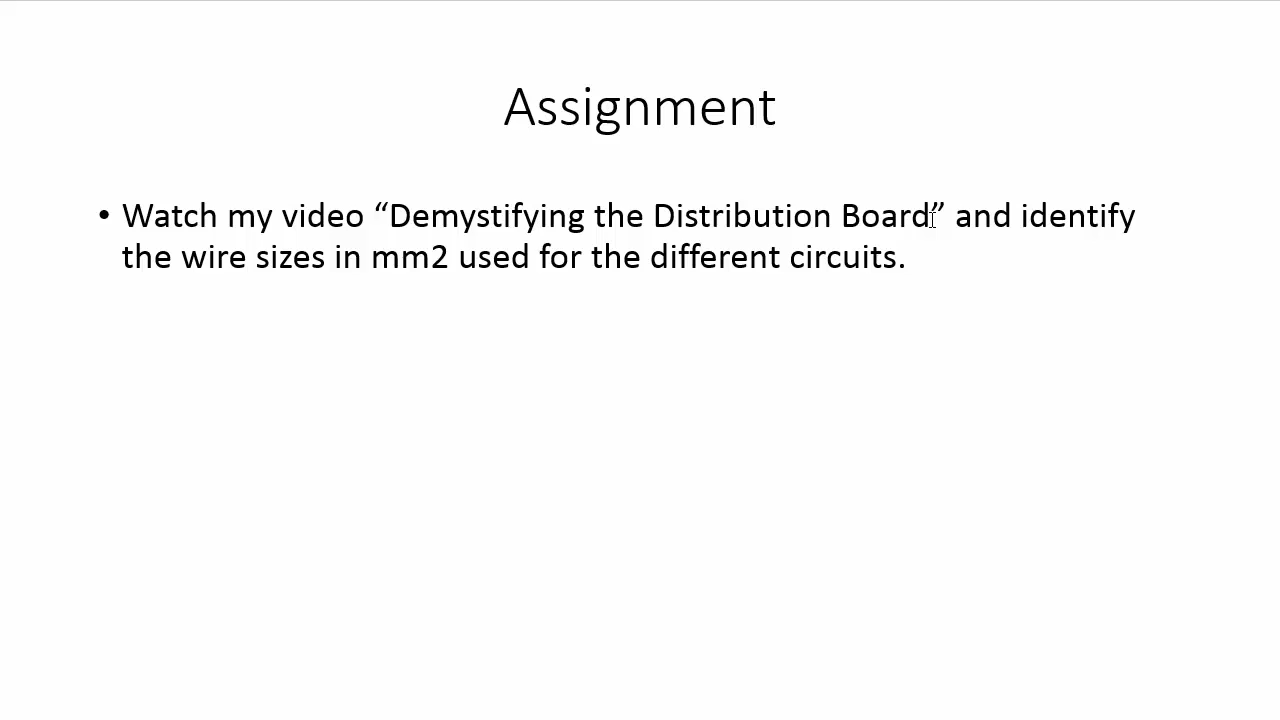 Assignment
• Watch my video “Demystifying the Distribution Board” and identify
the wire sizes in mm2 used for the different circuits.